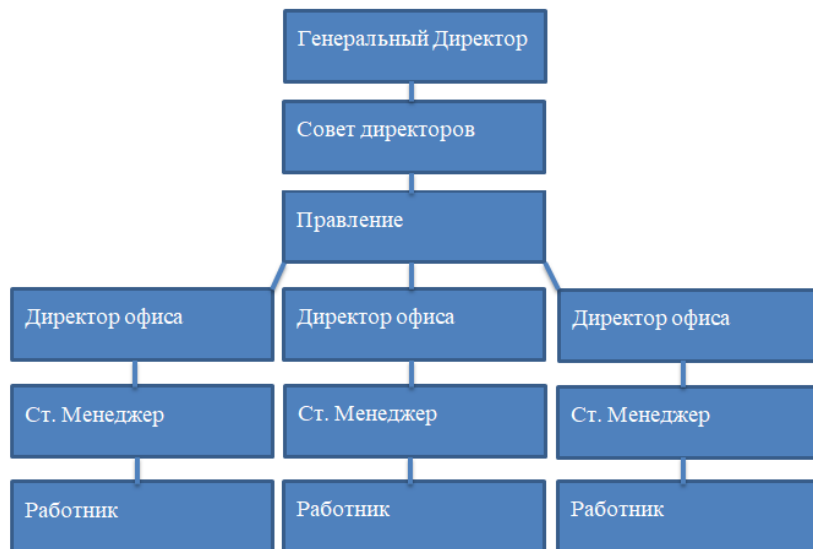 Генеральный Директор
Совет директоров
Правление
Директор офиса
Директор офиса
Директор офиса
Ст. Менеджер
Ст. Менеджер
Ст. Менеджер
Работник
Работник
Работник